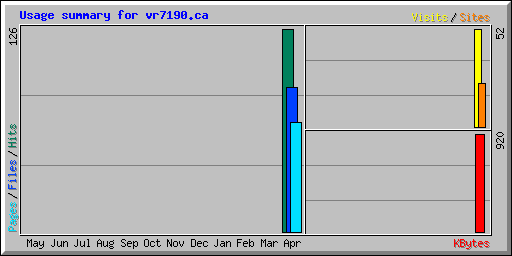 Usage summary for vr7190.ca
Visits/Sites
126
52
920
Pages/Files/Hits
May Jun Jul Aug Sep Oct Nov Dec Jan Feb Mar Apr
KBytes